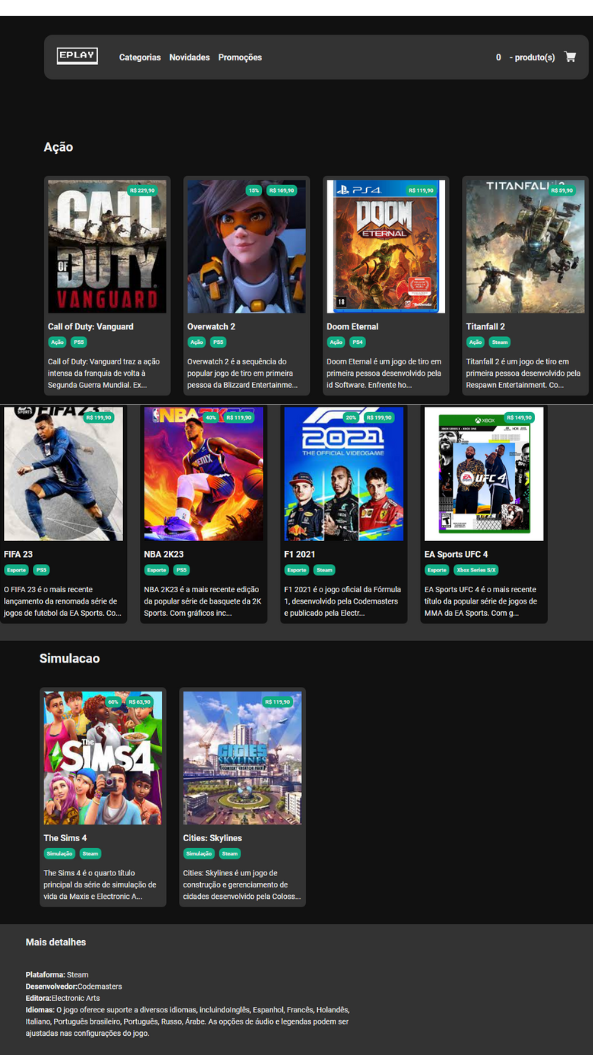 EPLAY
Categorias Novidades Promoções
0 - produto(s)
Ação
R$ 229,90
CALL
OF DUTY
VANGUARD
Call of Duty: Vanguard
Ação PS5
Call of Duty: Vanguard traz a ação
intensa da franquia de volta à
Segunda Guerra Mundial. Ex...
10% R$ 169,90
Overwatch 2
Ação PS5
Overwatch 2 é a sequência do
popular jogo de tiro em primeira
pessoa da Blizzard Entertainme...
PS4
R$ 119,90
DOOM
ETERNAL
18
Doom Eternal
Ação PS4
Doom Eternal é um jogo de tiro em
primeira pessoa desenvolvido pela
id Software. Enfrente ho...
TITANFALL 2
R$ 89,90
Titanfall 2
Ação Steam
Titanfall 2 é um jogo de tiro em
primeira pessoa desenvolvido pela
Respawn Entertainment. Co...
FIFA 23
R$ 199,90
FIFA 23
Esporte PS5
O FIFA 23 é o mais recente
lançamento da renomada série de
jogos de futebol da EA Sports. Co...
NBA 2K23
40% R$ 119,90
NBA 2K23
Esporte PS5
NBA 2K23 é a mais recente edição
da popular série de basquete da 2K
Sports. Com gráficos inc...
20% R$ 199,90
2021
THE OFFICIAL VIDEOGAME
F1 2021
Esporte Steam
F1 2021 é o jogo oficial da Fórmula
1, desenvolvido pela Codemasters
e publicado pela Electr...
R$ 149,90
XBOX
UFC 4
EA Sports UFC 4
Esporte Xbox Series S/X
EA Sports UFC 4 é o mais recente
título da popular série de jogos de
MMA da EA Sports. Com g...
Simulacao
60% R$ 63,90
The SIMS 4
The Sims 4
Simulação Steam
The Sims 4 é o quarto título
principal da série de simulação de
vida da Maxis e Electronic A...
R$ 119,90
CITIES
SKYLINES
Cities: Skylines
Simulação Steam
Cities: Skylines é um jogo de
construção e gerenciamento de
cidades desenvolvido pela Coloss...
Mais detalhes
Plataforma: Steam
Desenvolvedor:Codemasters
Editora:Electronic Arts
Idiomas: O jogo oferece suporte a diversos idiomas, incluindoInglês, Espanhol, Francês, Holandês,
Italiano, Português brasileiro, Português, Russo, Árabe. As opções de áudio e legendas podem ser
ajustadas nas configurações do jogo.